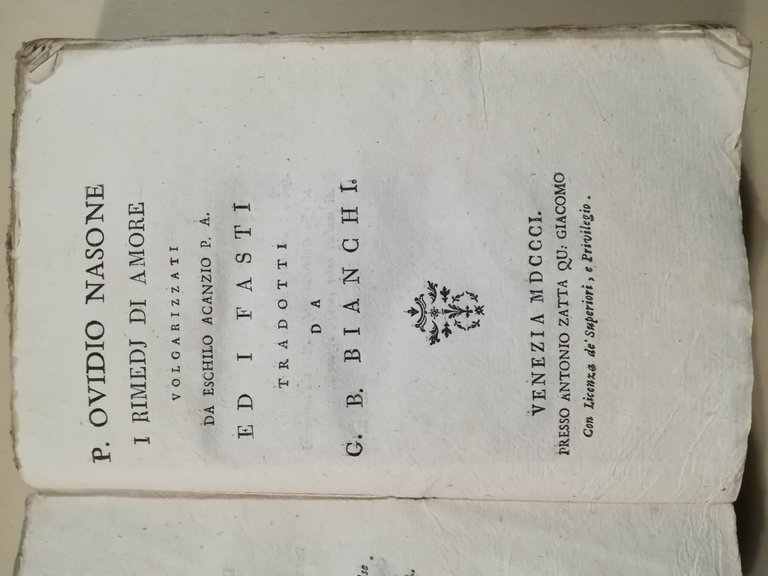 P. OVIDIO NASONE
I RIMEDJ DI AMORE
VOLGARIZZATI
DA ESCHILO ACANZIO P. A.
ED I FASTI
TRADOTTI
DA
G. B. BIANCHI.
VENEZIA MDCCCI.
PRESSO ANTONIO ZATTA QU: GIACOMO
Con Licenza de' Superiori, e Privilegio.